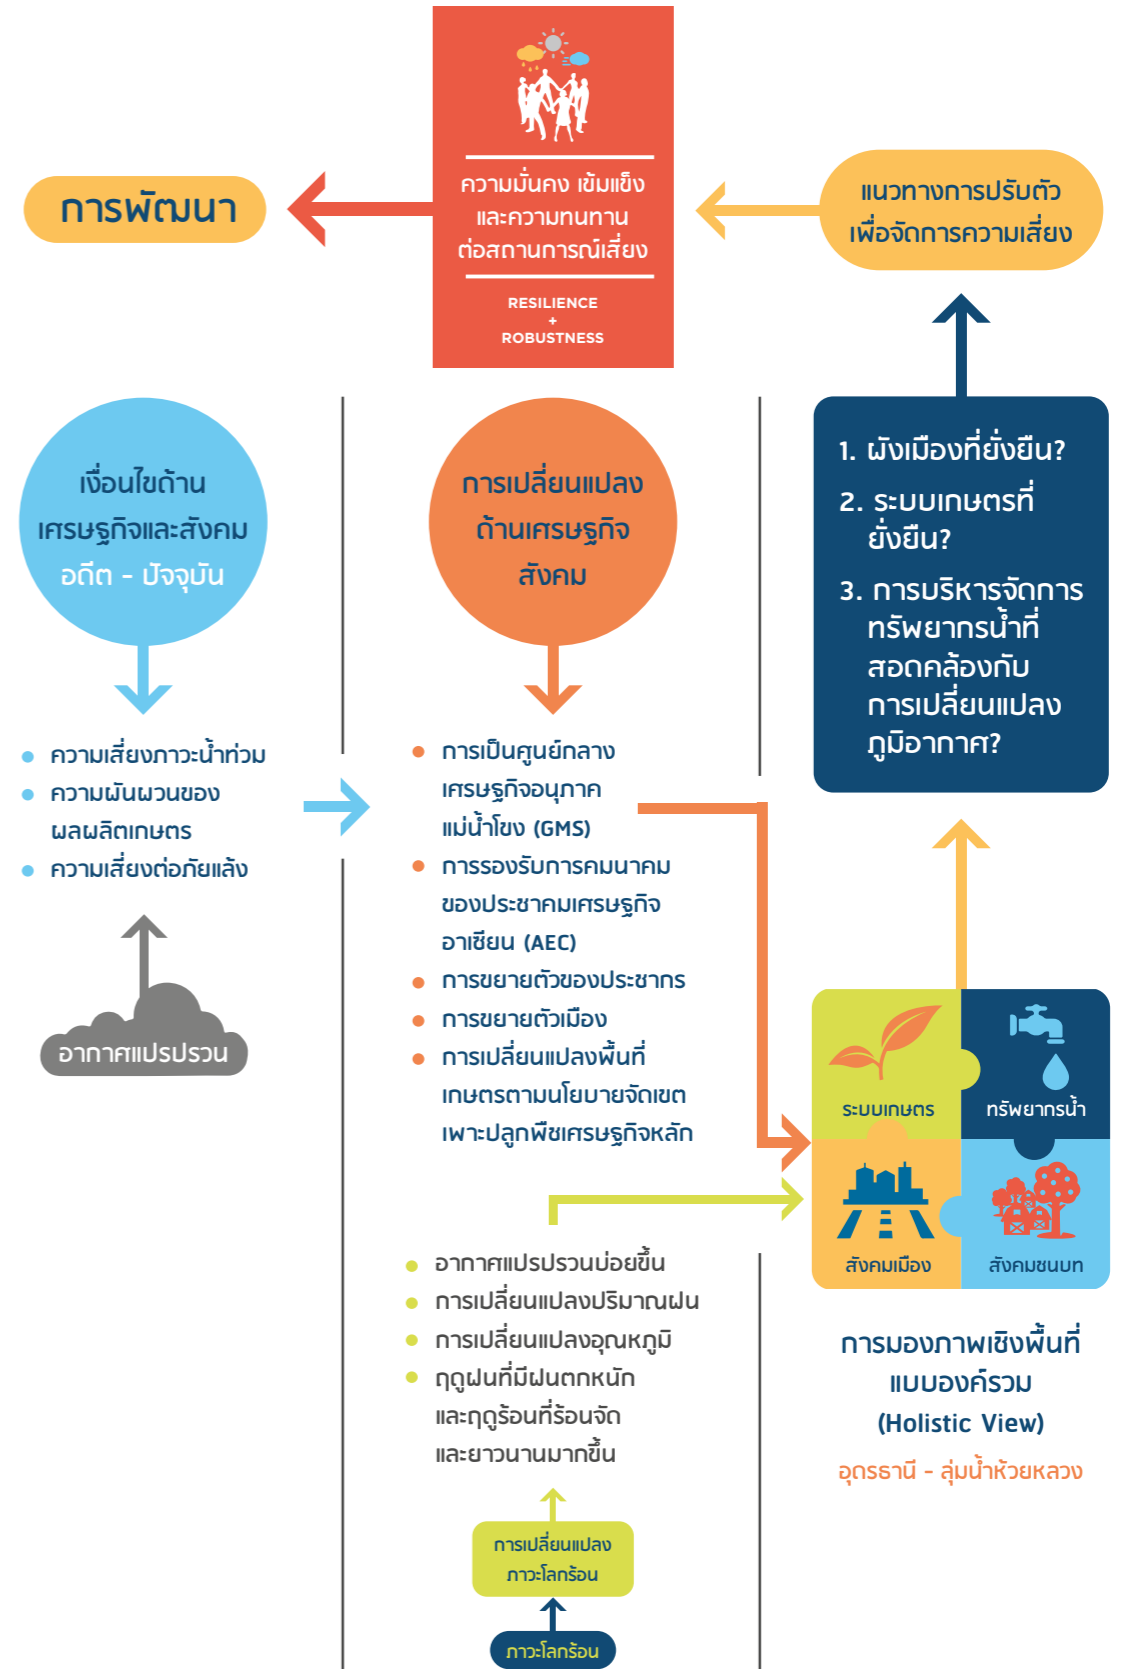 การพัฒนา
ความมั่นคง เข้มแข็ง
และความทนทาน
ต่อสถานการณ์เสี่ยง
RESILIENCE
+
ROBUSTNESS
แนวทางการปรับตัว
เพื่อจัดการความเสี่ยง
เงื่อนไขด้าน
เศรษฐกิจและสังคม
อดีต - ปัจจุบัน
ความเสี่ยงภาวะน้ำท่วม
ความผันผวนของ
ผลผลิตเกษตร
ความเสี่ยงต่อภัยแล้ง
อากาศแปรปรวน
การเปลี่ยนแปลง
ด้านเศรษฐกิจ
สังคม
การเป็นศูนย์กลาง
เศรษฐกิจอนุภาค
แม่น้ำโขง (GMS)
การรองรับการคมนาคม
ของประชาคมเศรษฐกิจ
อาเซียน (AEC)
การขยายตัวของประชากร
การขยายตัวเมือง
การเปลี่ยนแปลงพื้นที่
เกษตรตามนโยบายจัดเขต
เพาะปลูกพืชเศรษฐกิจหลัก
อากาศแปรปรวนบ่อยขึ้น
การเปลี่ยนแปลงปริมาณฝน
การเปลี่ยนแปลงอุณหภูมิ
ฤดูฝนที่มีฝนตกหนัก
และฤดูร้อนที่ร้อนจัด
และยาวนานมากขึ้น
การเปลี่ยนแปลง
ภาวะโลกร้อน
ภาวะโลกร้อน
1. ผังเมืองที่ยั่งยืน?
2. ระบบเกษตรที่
ยั่งยืน?
3. การบริหารจัดการ
ทรัพยากรน้ำที่
สอดคล้องกับ
การเปลี่ยนแปลง
ภูมิอากาศ?
ระบบเกษตร
ทรัพยากรน้ำ
สังคมเมือง
สังคมชนบท
การมองภาพเชิงพื้นที่
แบบองค์รวม
(Holistic View)
อุดรธานี - ลุ่มน้ำห้วยหลวง